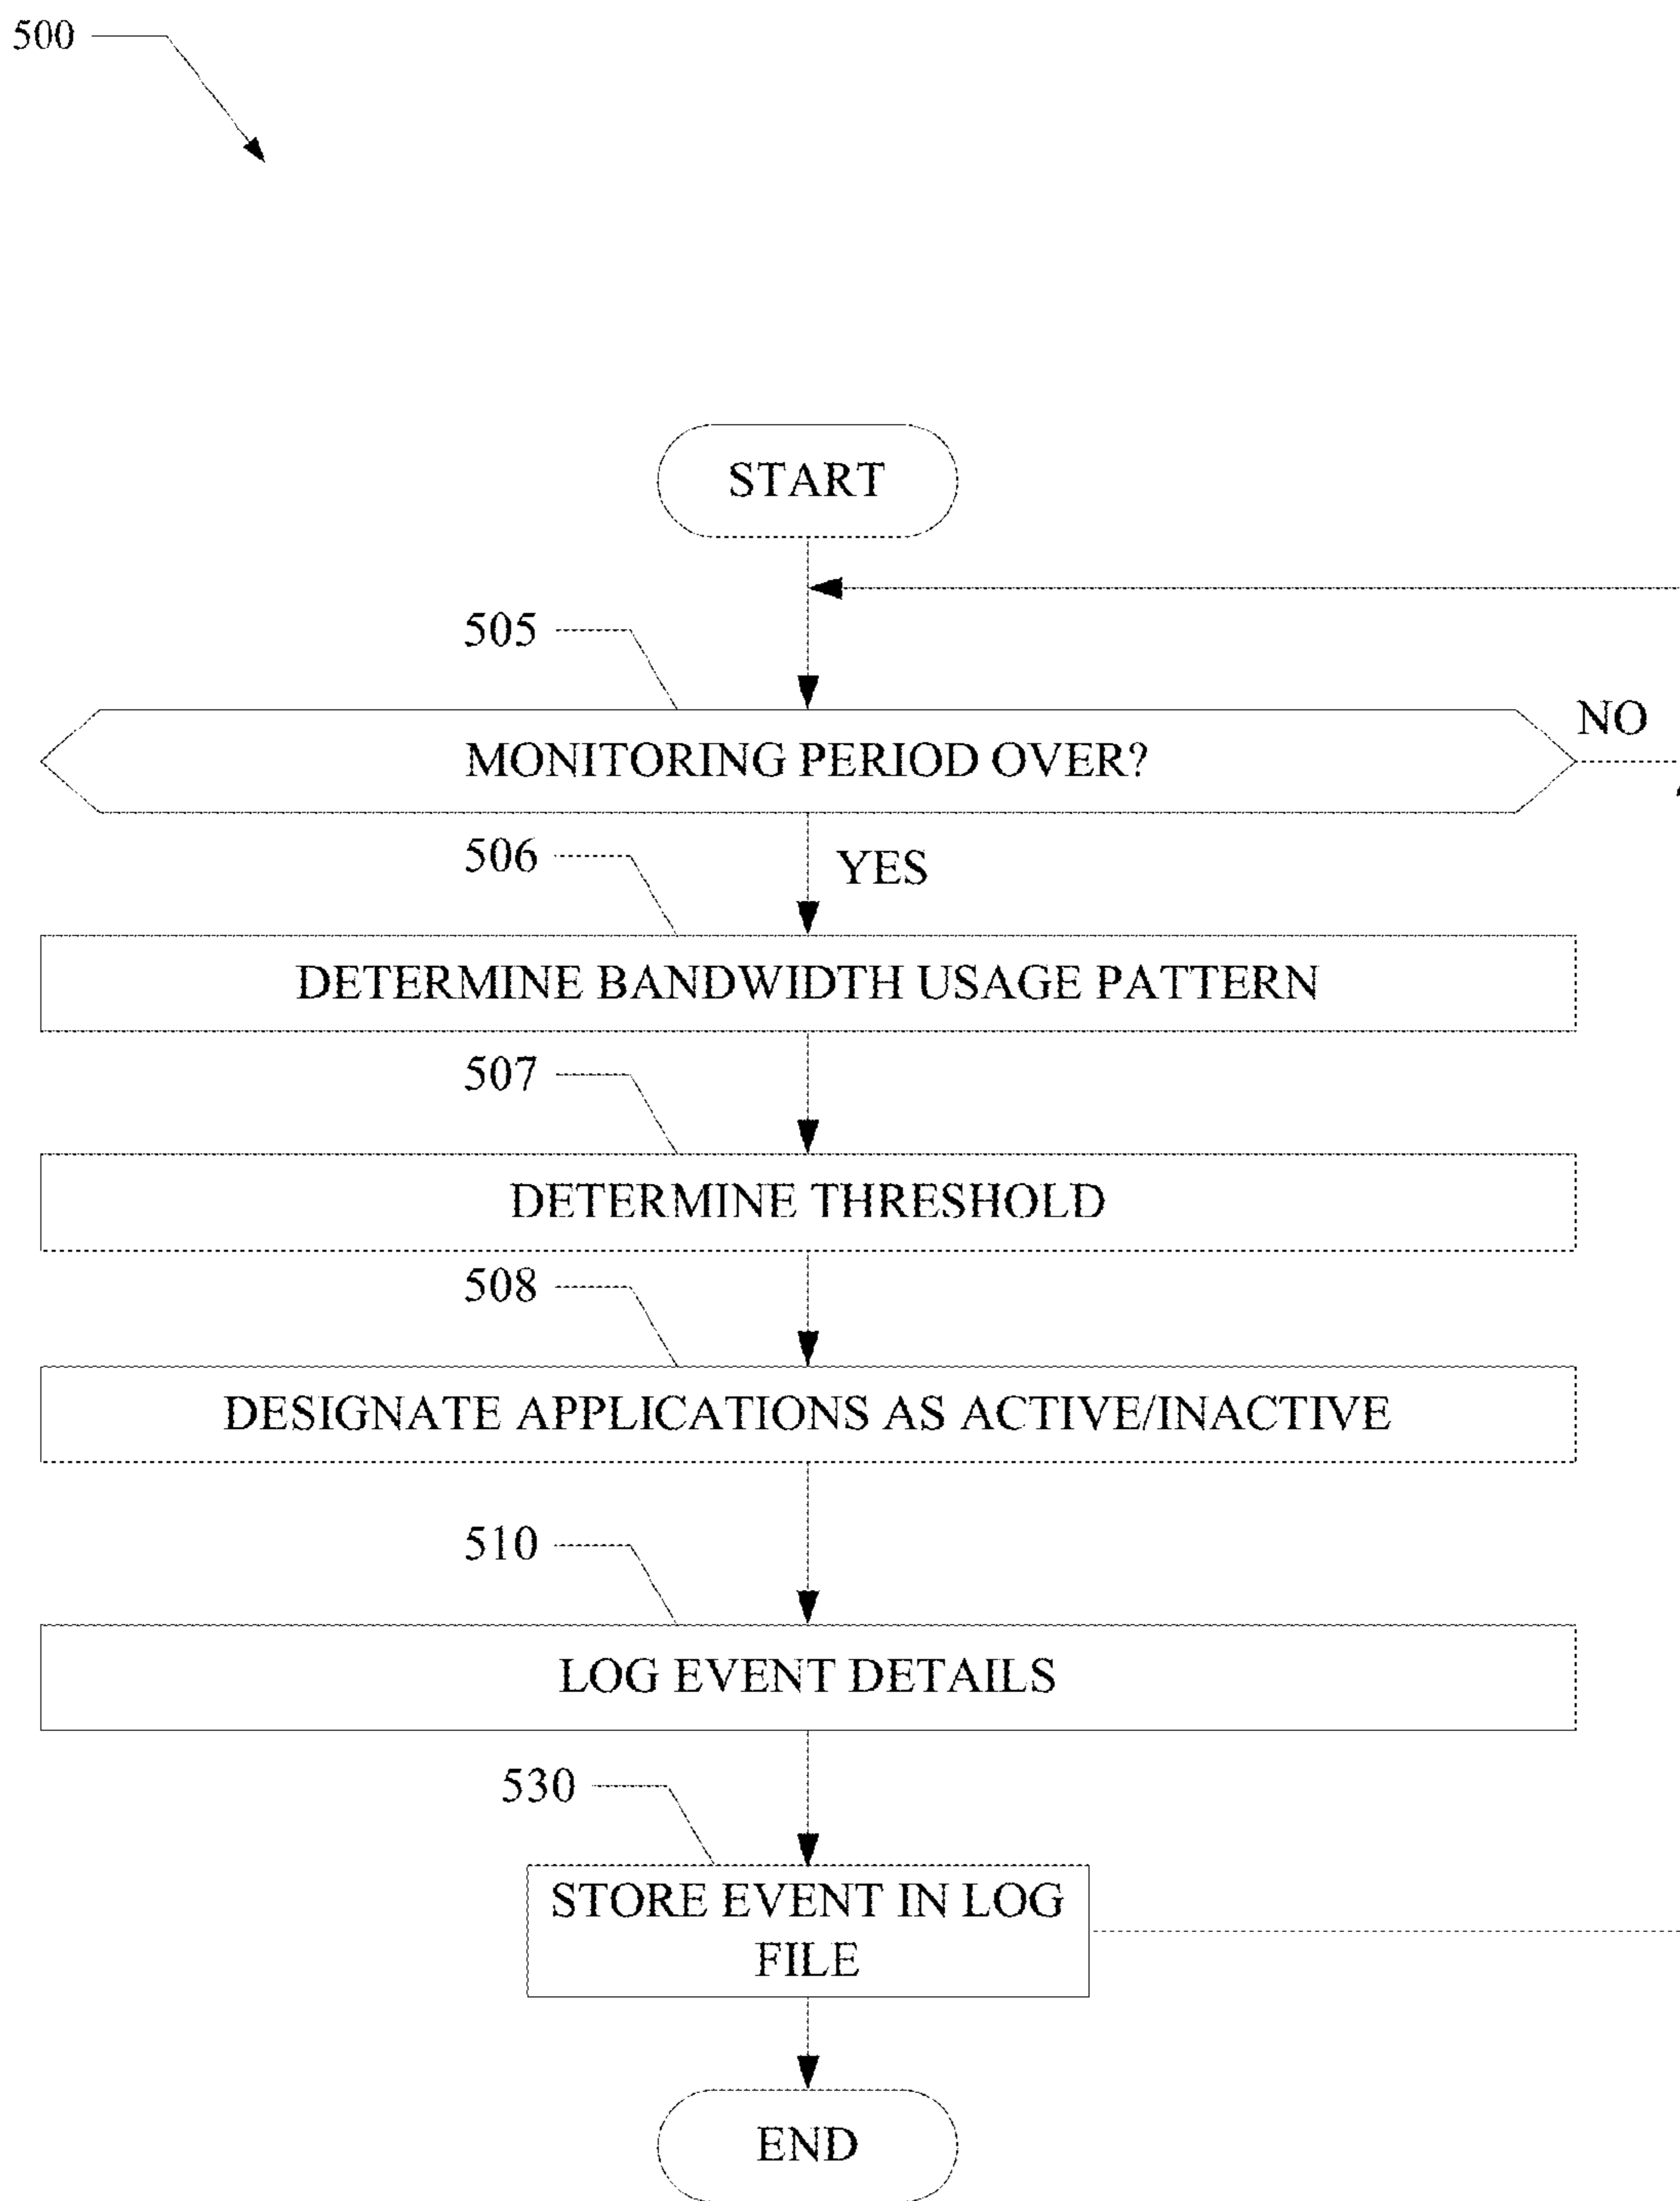 500
START
505
MONITORING PERIOD OVER?
NO
506
YES
DETERMINE BANDWIDTH USAGE PATTERN
507
DETERMINE THRESHOLD
508
DESIGNATE APPLICATIONS AS ACTIVE/INACTIVE
510
LOG EVENT DETAILS
530
STORE EVENT IN LOG
FILE
END